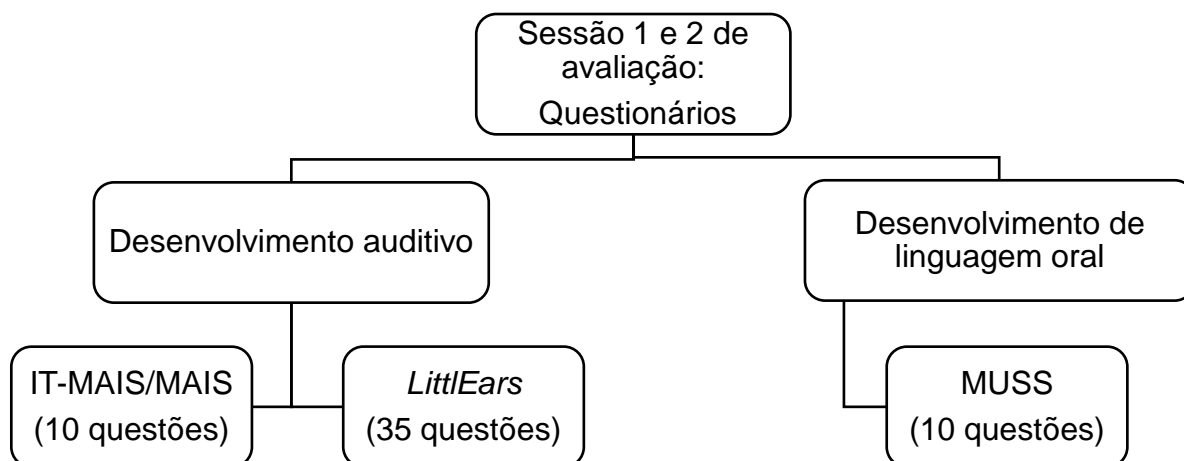 Sessão 1 e 2 de
avaliação:
Questionários
Desenvolvimento auditivo
Desenvolvimento de
linguagem oral
IT-MAIS/MAIS
(10 questões)
LittlEars
(35 questões)
MUSS
(10 questões)